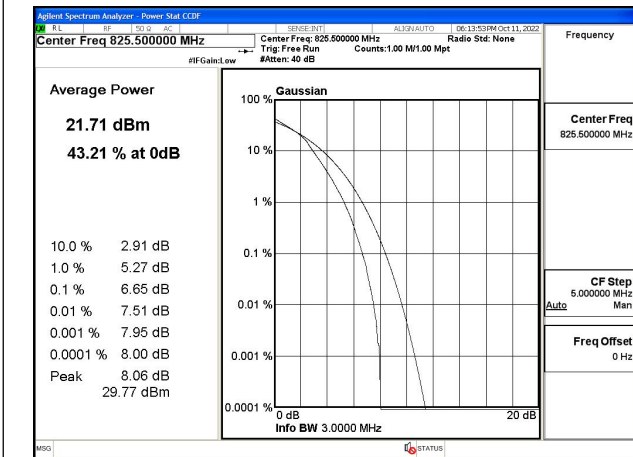 Agilent Spectrum Analyzer - Power Stat CCDF
RL RF 50 Ω AC SENSE:INT ALIGN AUTO 06:13:53 PM Oct 11, 2022
Center Freq 825.500000 MHz
Center Freq: 825.500000 MHz Radio Std: None
Trig: Free Run Counts:1.00 M/1.00 Mpt
#IFGain:Low #Atten: 40 dB
Frequency
Average Power
21.71 dBm
43.21 % at 0dB
10.0 % 2.91 dB
1.0 % 5.27 dB
0.1 % 6.65 dB
0.01 % 7.51 dB
0.001 % 7.95 dB
0.0001 % 8.00 dB
Peak 8.06 dB
29.77 dBm
Gaussian
100 %
10 %
1 %
0.1 %
0.01 %
0.001 %
0.0001 %
0 dB 20 dB
Info BW 3.0000 MHz
Center Freq
825.500000 MHz
CF Step
5.000000 MHz
Auto Man
Freq Offset
0 Hz
MSG STATUS